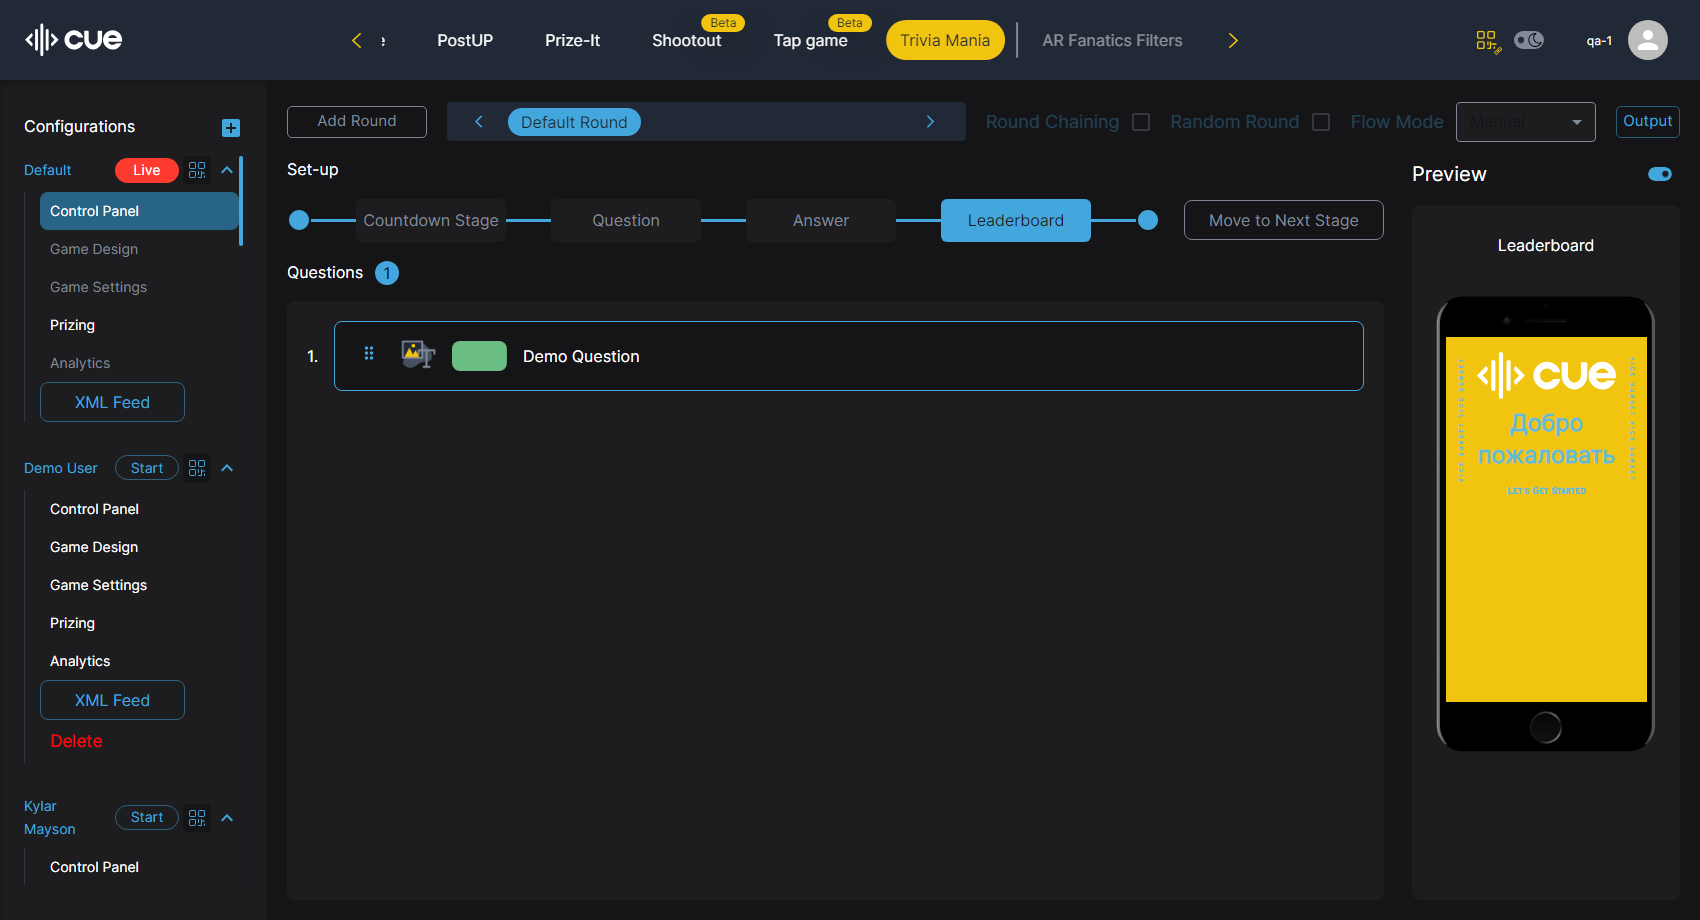 cue
e
PostUP
Prize-It
Beta
Shootout
Beta
Tap game
Trivia Mania
AR Fanatics Filters
qa-1
Configurations
Default
Live
Control Panel
Game Design
Game Settings
Prizing
Analytics
XML Feed
Demo User
Start
Control Panel
Game Design
Game Settings
Prizing
Analytics
XML Feed
Delete
Kylar
Mayson
Start
Control Panel
Add Round
Default Round
Round Chaining
Random Round
Flow Mode
Manual
Output
Set-up
Countdown Stage
Question
Answer
Leaderboard
Move to Next Stage
Questions 1
1.
Demo Question
Preview
Leaderboard
cue
Добро
пожаловать
Let's Get Started